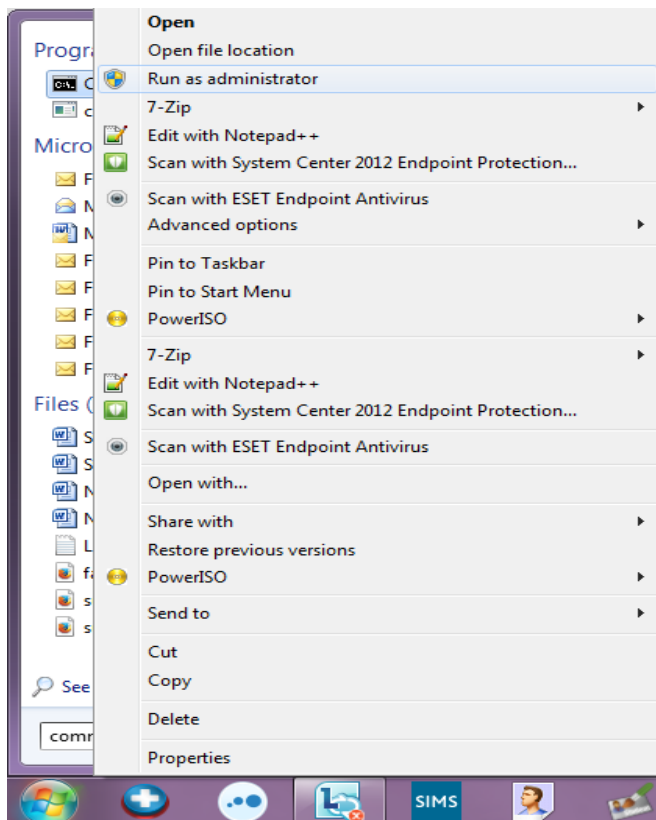 Open
Progr
Open file location
Run as administrator
7-Zip
Edit with Notepad++
Micro
Scan with System Center 2012 Endpoint Protection...
Scan with ESET Endpoint Antivirus
Advanced options
Pin to Taskbar
Pin to Start Menu
PowerISO
7-Zip
Edit with Notepad++
Files (
Scan with System Center 2012 Endpoint Protection...
Scan with ESET Endpoint Antivirus
Open with...
Share with
Restore previous versions
PowerISO
Send to
Cut
See
Copy
Delete
comr
Properties
SIMS